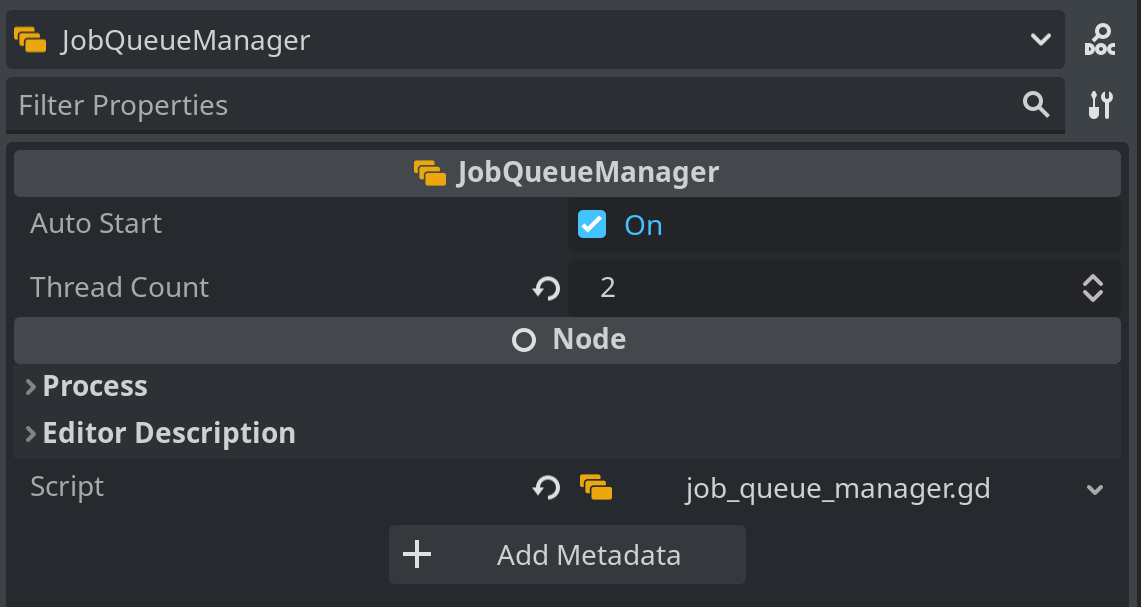 JobQueueManager
DOC
Filter Properties
JobQueueManager
Auto Start On
Thread Count 2
Node
Process
Editor Description
Script job_queue_manager.gd
Add Metadata